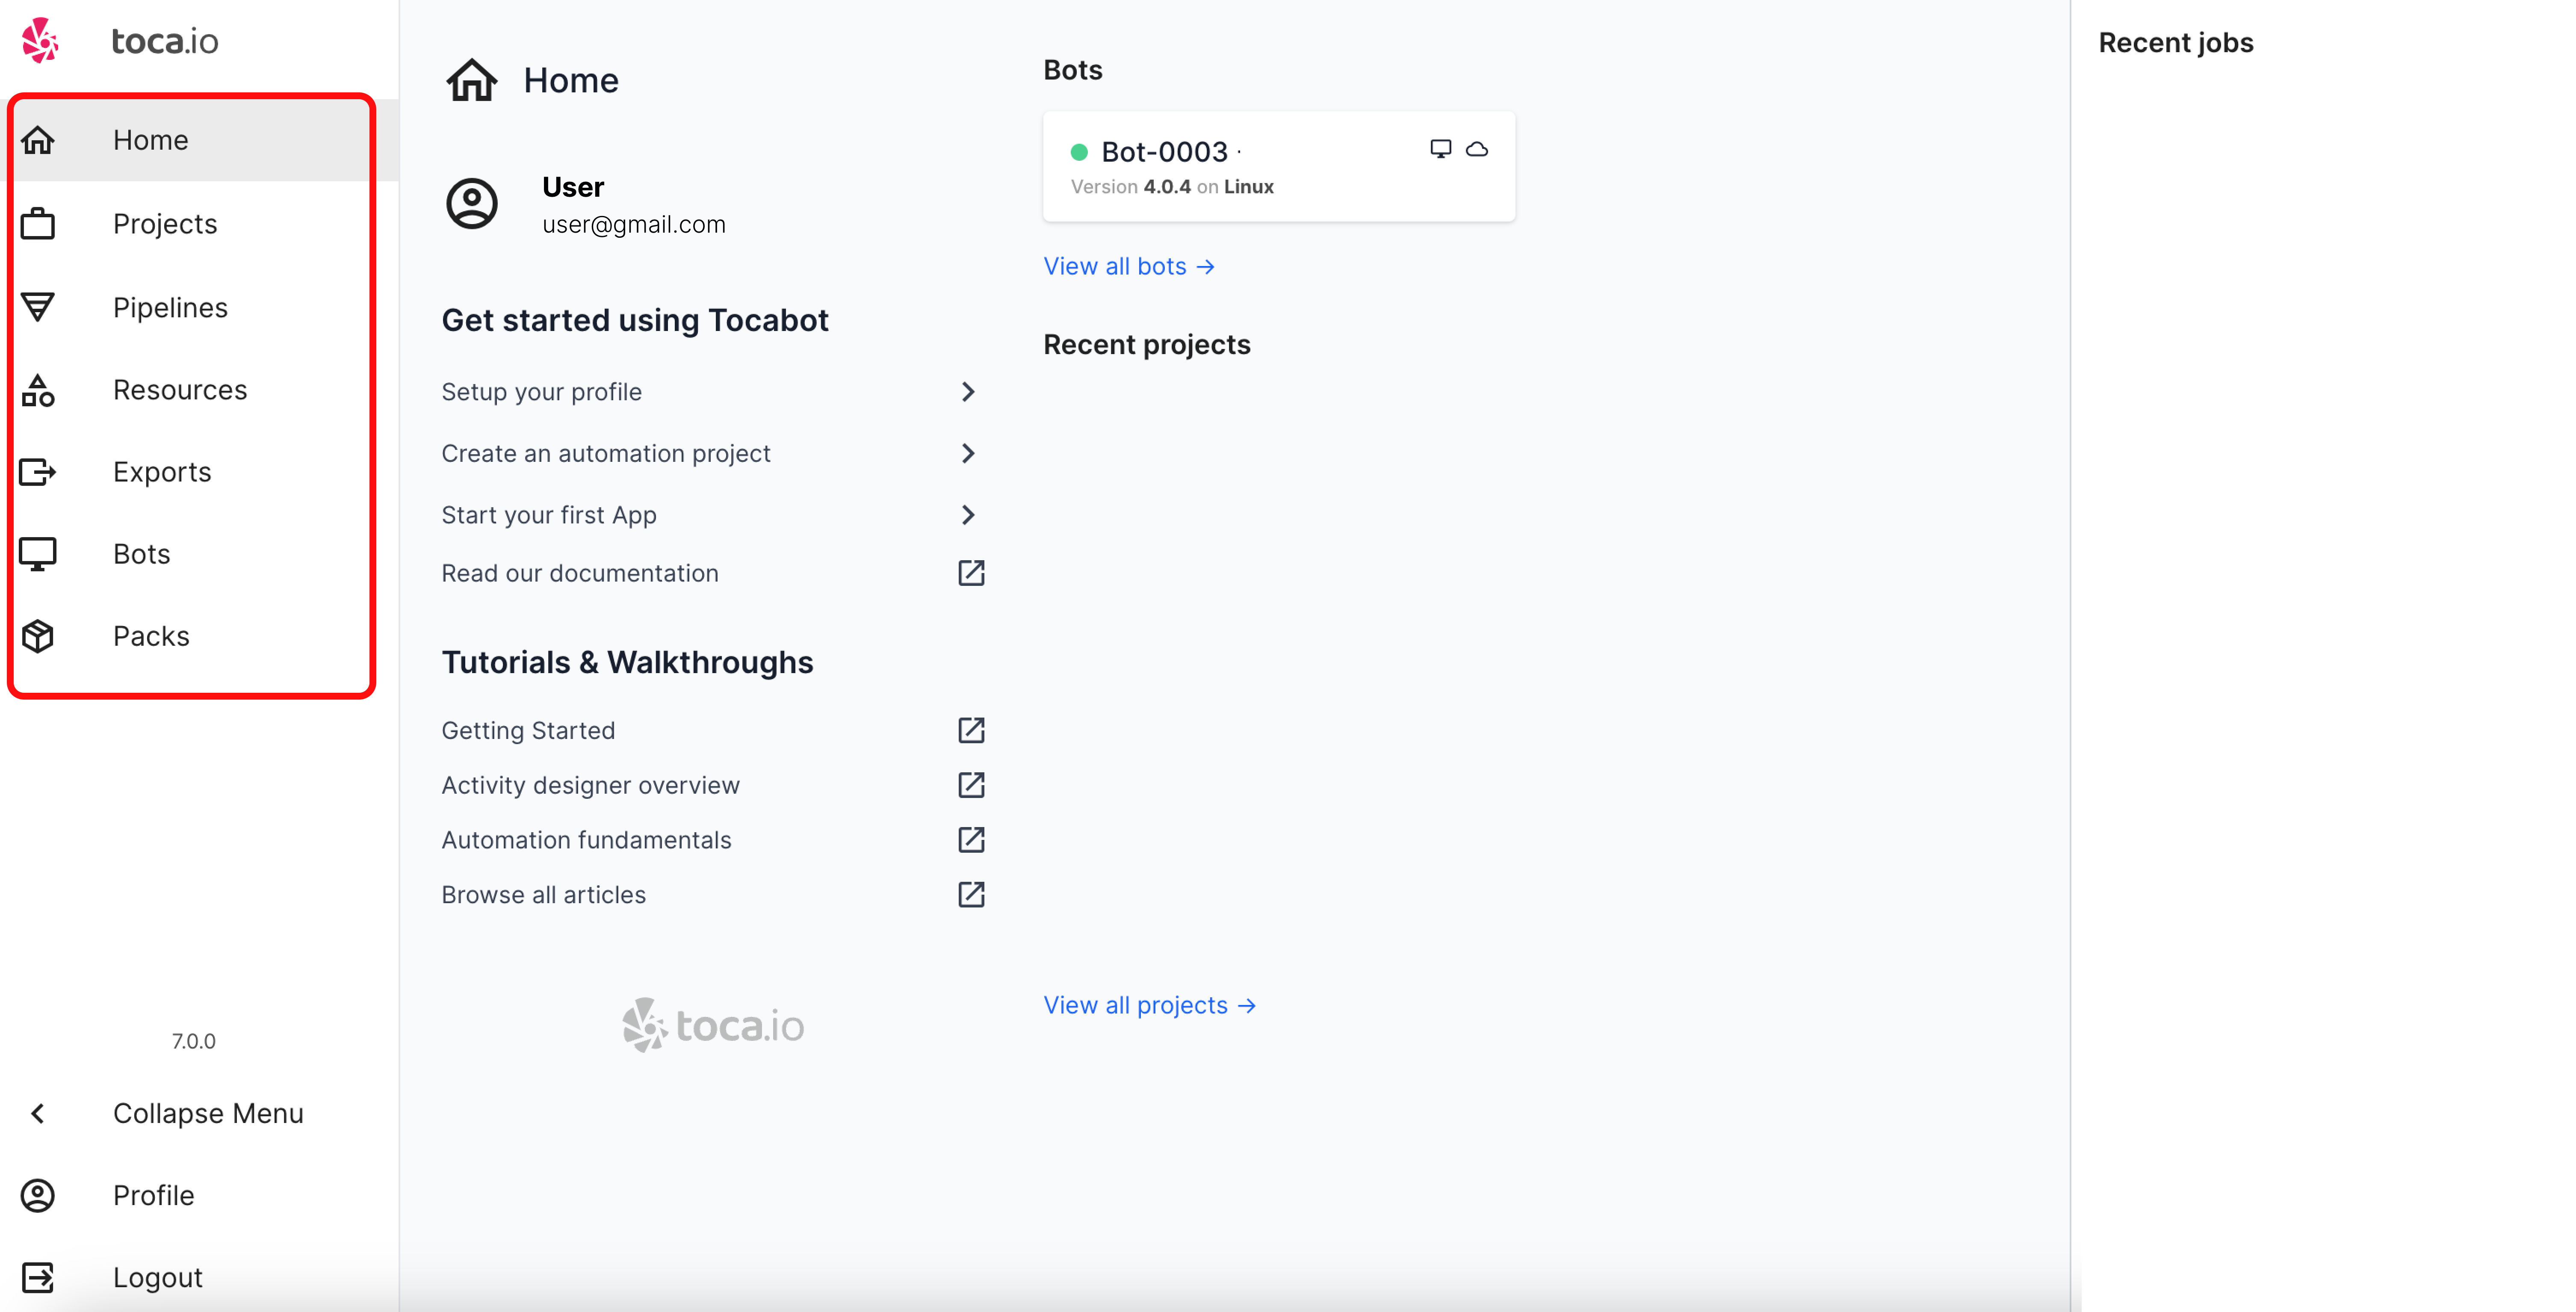 toca.io
Home
Projects
Pipelines
Resources
Exports
Bots
Packs
7.0.0
Collapse Menu
Profile
Logout
Home
User
user@gmail.com
Get started using Tocabot
Setup your profile
Create an automation project
Start your first App
Read our documentation
Tutorials & Walkthroughs
Getting Started
Activity designer overview
Automation fundamentals
Browse all articles
toca.io
Bots
Bot-0003 ·
Version 4.0.4 on Linux
View all bots →
Recent projects
View all projects →
Recent jobs